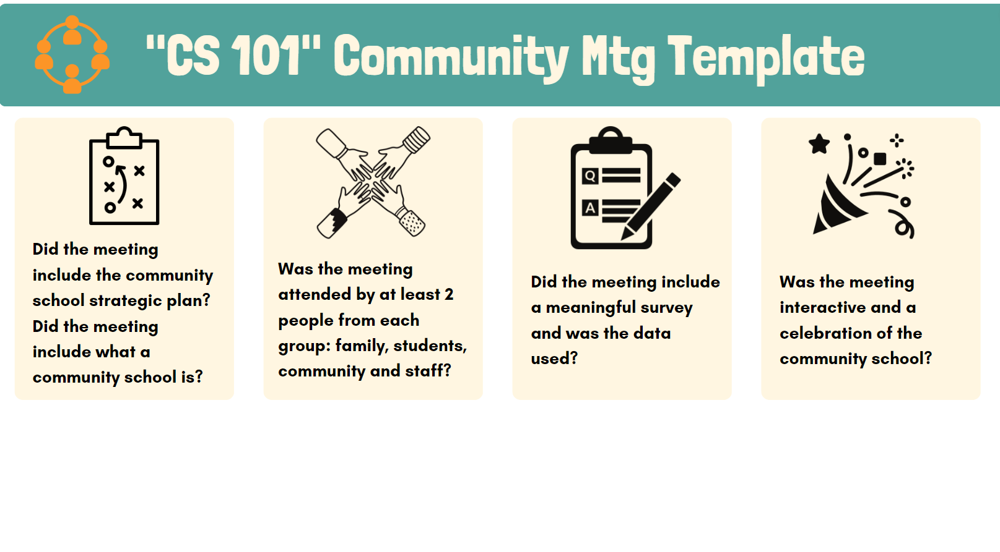 "CS 101" Community Mtg Template
Did the meeting
include the community
school strategic plan?
Did the meeting
include what a
community school is?
Was the meeting
attended by at least 2
people from each
group: family, students,
community and staff?
Q
A
Did the meeting include
a meaningful survey
and was the data
used?
Was the meeting
interactive and a
celebration of the
community school?